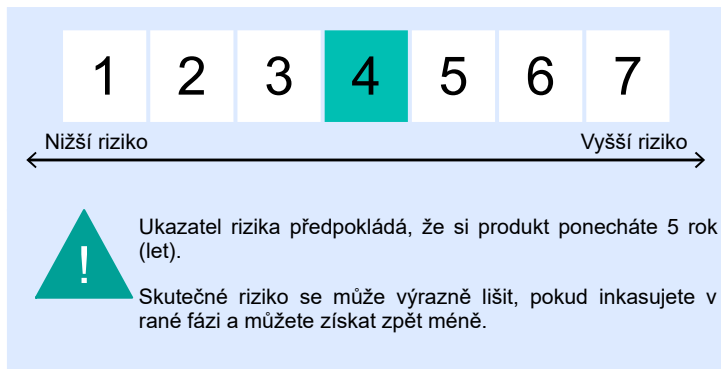 1 2 3 4 5 6 7
Nižší riziko Vyšší riziko
!
Ukazatel rizika předpokládá, že si produkt ponecháte 5 rok
(let).
Skutečné riziko se může výrazně lišit, pokud inkasujete v
rané fázi a můžete získat zpět méně.